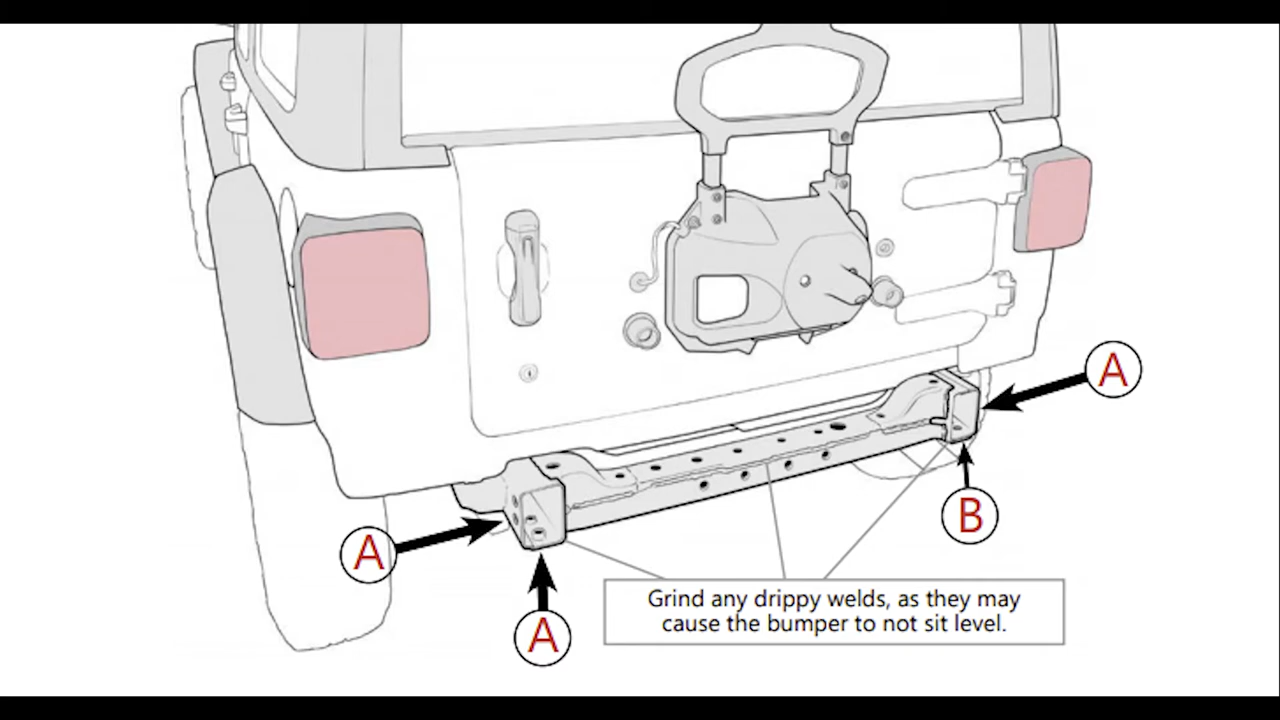 A
B
A
A
Grind any drippy welds, as they may
cause the bumper to not sit level.